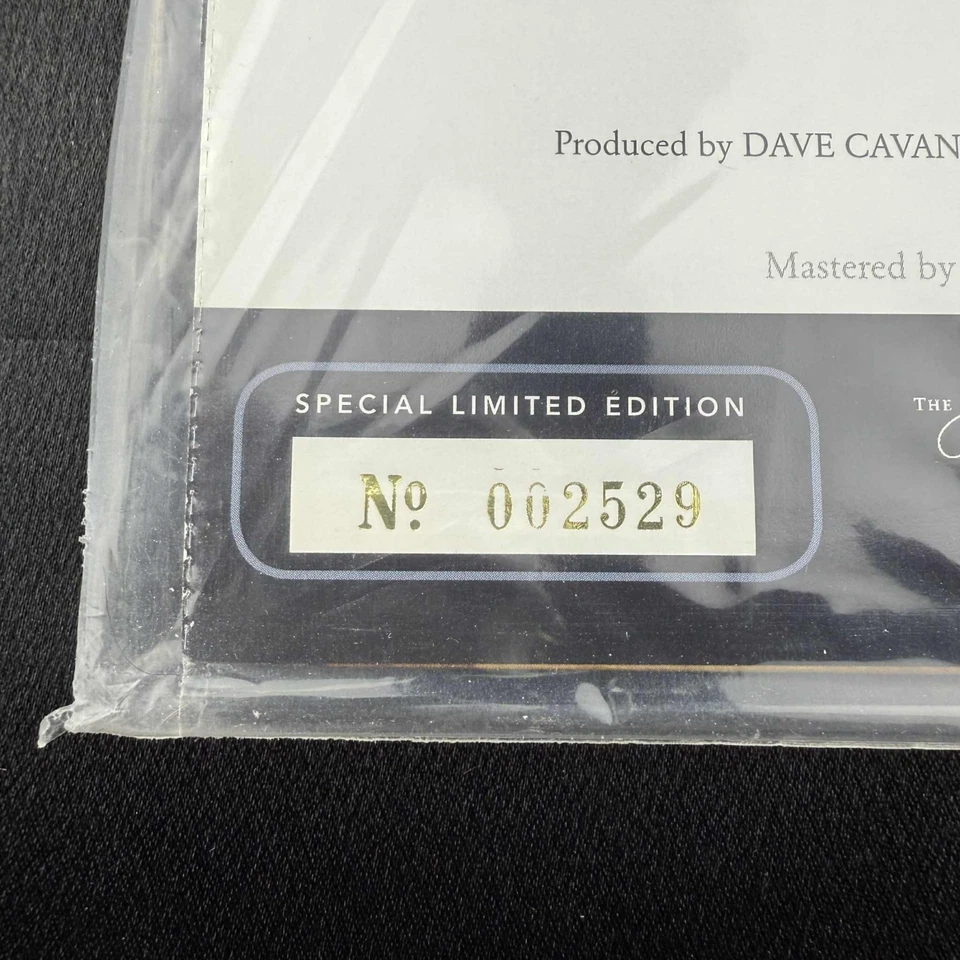 Produced by DAVE CAVAN
Mastered by
SPECIAL LIMITED EDITION
THE
Nº 002529